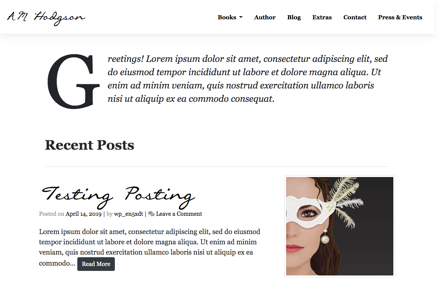 A M Hodgson
Books Author Blog Extras Contact Press & Events
Greetings! Lorem ipsum dolor sit amet, consectetur adipiscing elit, sed
do eiusmod tempor incididunt ut labore et dolore magna aliqua. Ut
enim ad minim veniam, quis nostrud exercitation ullamco laboris
nisi ut aliquip ex ea commodo consequat.
Recent Posts
Testing Posting
Posted on April 14, 2019 | by wp_en5xdt | Leave a Comment
Lorem ipsum dolor sit amet, consectetur adipiscing elit, sed do eiusmod
tempor incididunt ut labore et dolore magna aliqua. Ut enim ad minim
veniam, quis nostrud exercitation ullamco laboris nisi ut aliquip ex ea
commodo... Read More